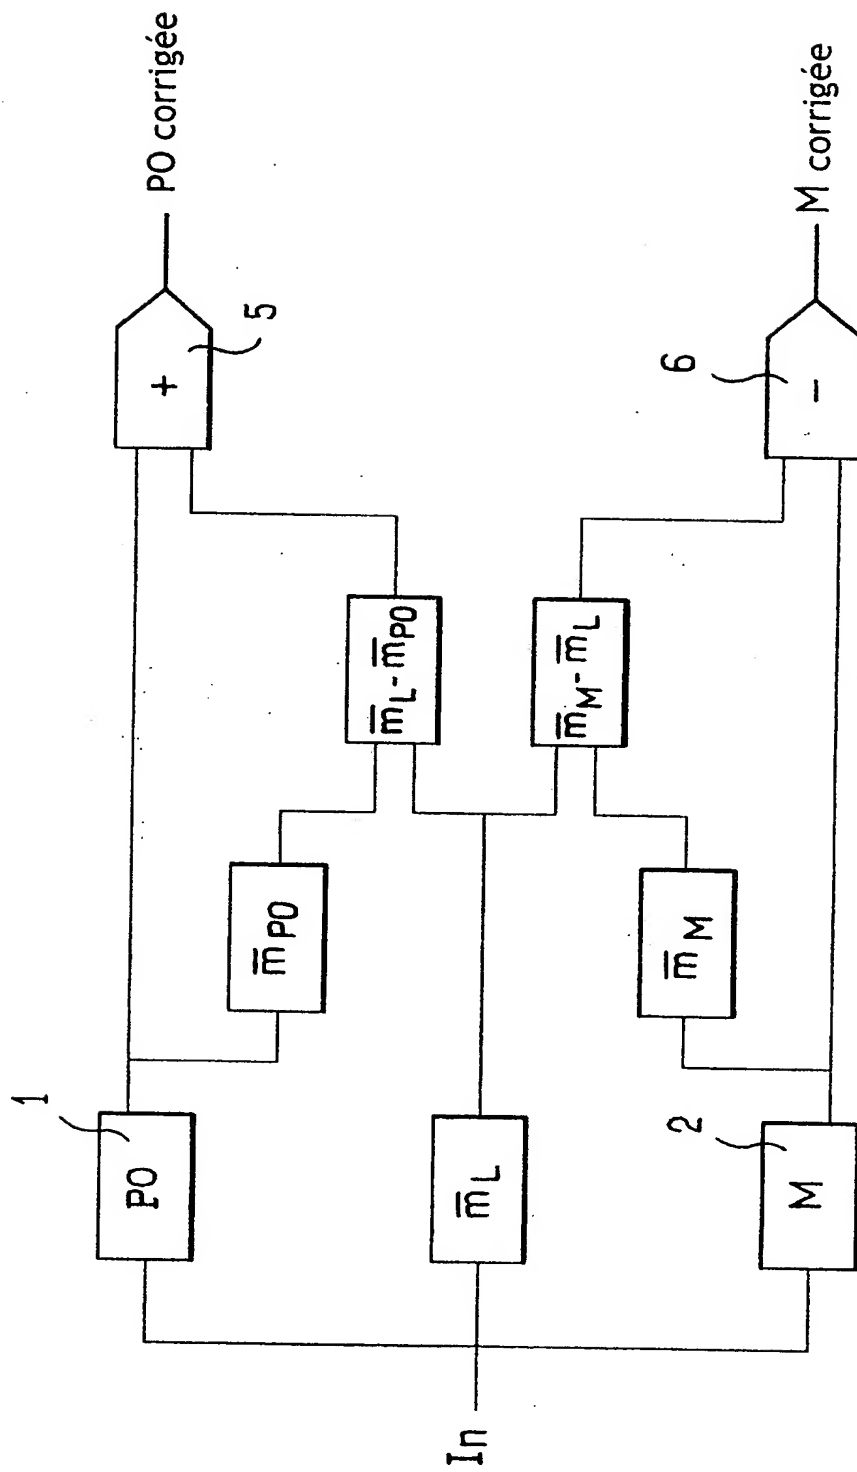 PO corrigée
+
5
1
PO
m̅PO
m̅L - m̅PO
In
m̅L
m̅M - m̅L
m̅M
2
M
6
-
M corrigée